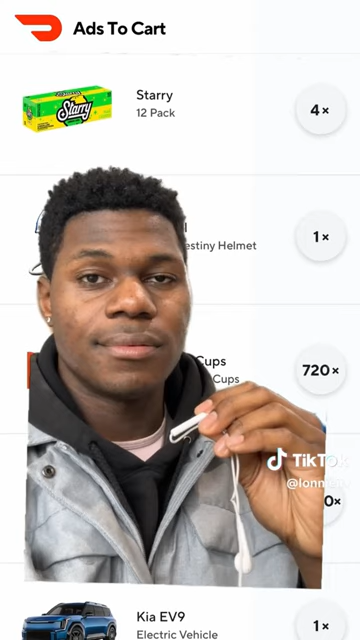 Ads To Cart
Starry
12 Pack
4×
Starry
estiny Helmet
1×
Cups
Cups
720×
TikTok
0×
Kia EV9
Electric Vehicle
1×